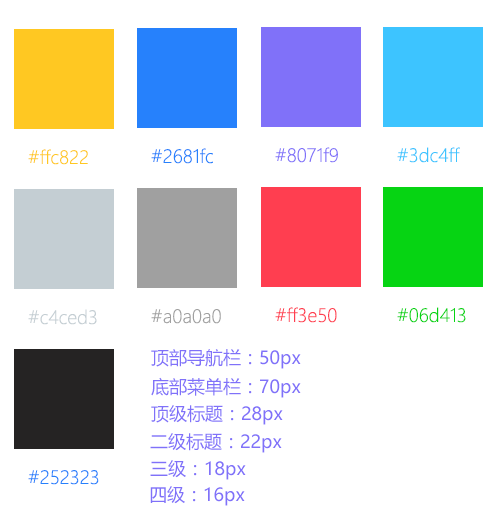 #ffc822
#2681fc
#8071f9
#3dc4ff
#c4ced3
#a0a0a0
#ff3e50
#06d413
#252323
顶部导航栏：50px
底部菜单栏：70px
顶级标题：28px
二级标题：22px
三级：18px
四级：16px